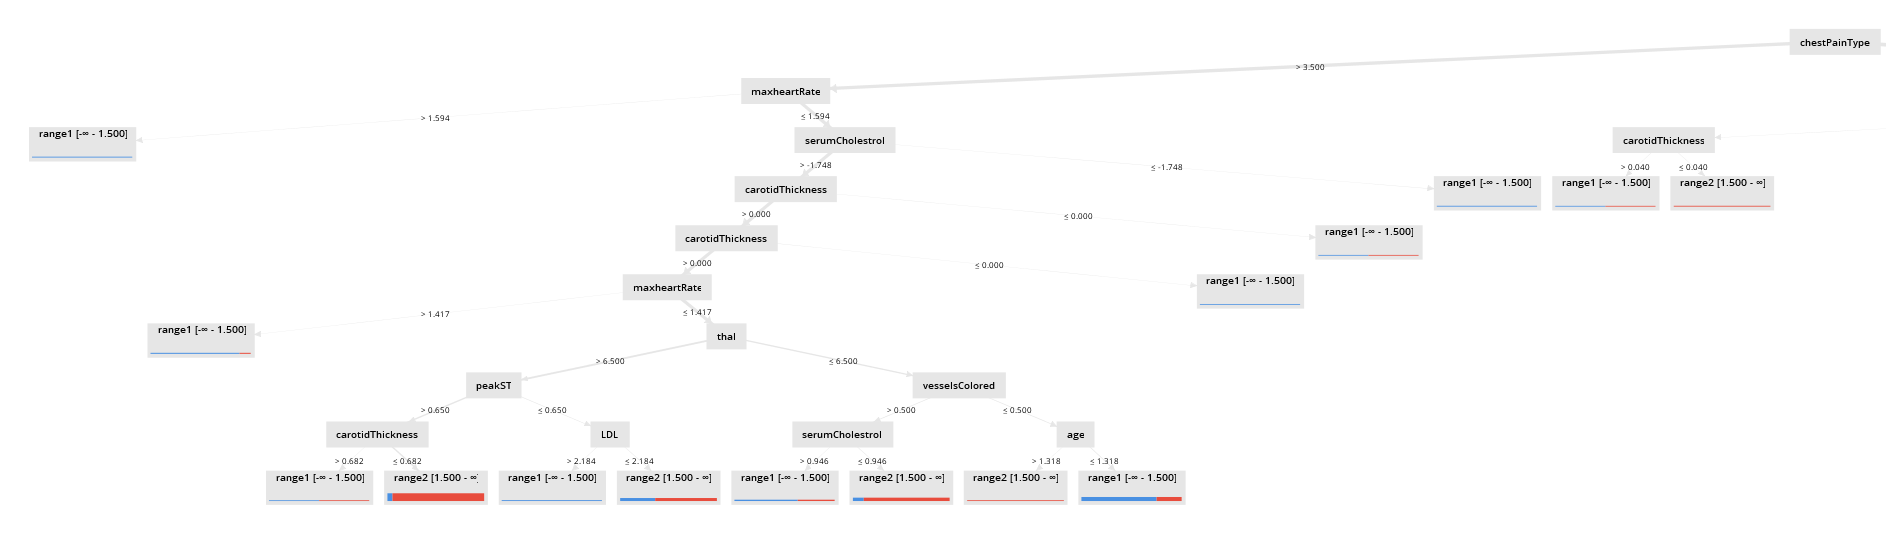 chestPainType
> 3.500
maxheartRate
> 1.594
≤ 1.594
range1 [-∞ - 1.500]
serumCholestrol
carotidThickness
> -1.748
≤ -1.748
> 0.040
≤ 0.040
carotidThickness
range1 [-∞ - 1.500]
range1 [-∞ - 1.500]
range2 [1.500 - ∞]
> 0.000
≤ 0.000
carotidThickness
range1 [-∞ - 1.500]
> 0.000
≤ 0.000
maxheartRate
range1 [-∞ - 1.500]
> 1.417
≤ 1.417
range1 [-∞ - 1.500]
thal
> 6.500
≤ 6.500
peakST
vesselsColored
> 0.650
≤ 0.650
> 0.500
≤ 0.500
carotidThickness
LDL
serumCholestrol
age
> 0.682
≤ 0.682
> 2.184
≤ 2.184
> 0.946
≤ 0.946
> 1.318
≤ 1.318
range1 [-∞ - 1.500]
range2 [1.500 - ∞]
range1 [-∞ - 1.500]
range2 [1.500 - ∞]
range1 [-∞ - 1.500]
range2 [1.500 - ∞]
range2 [1.500 - ∞]
range1 [-∞ - 1.500]